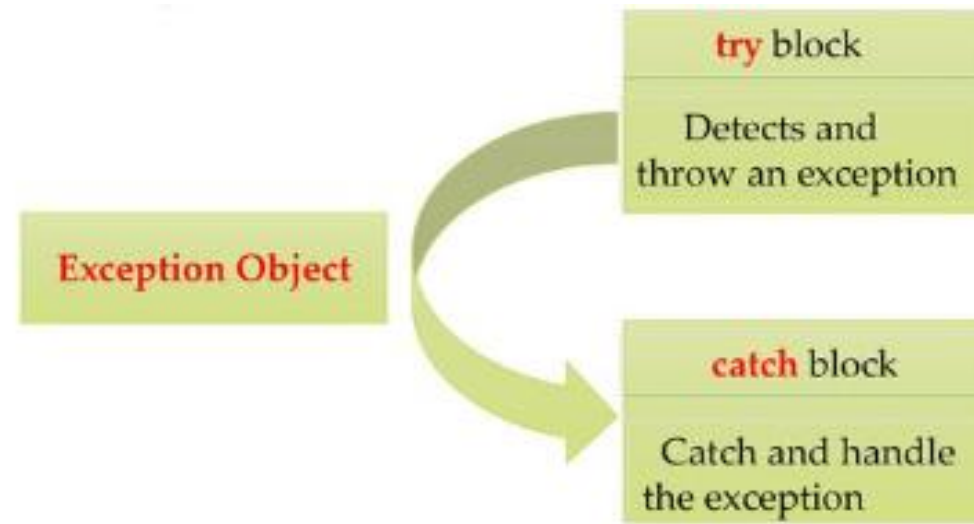 try block
Detects and
throw an exception
Exception Object
catch block
Catch and handle
the exception